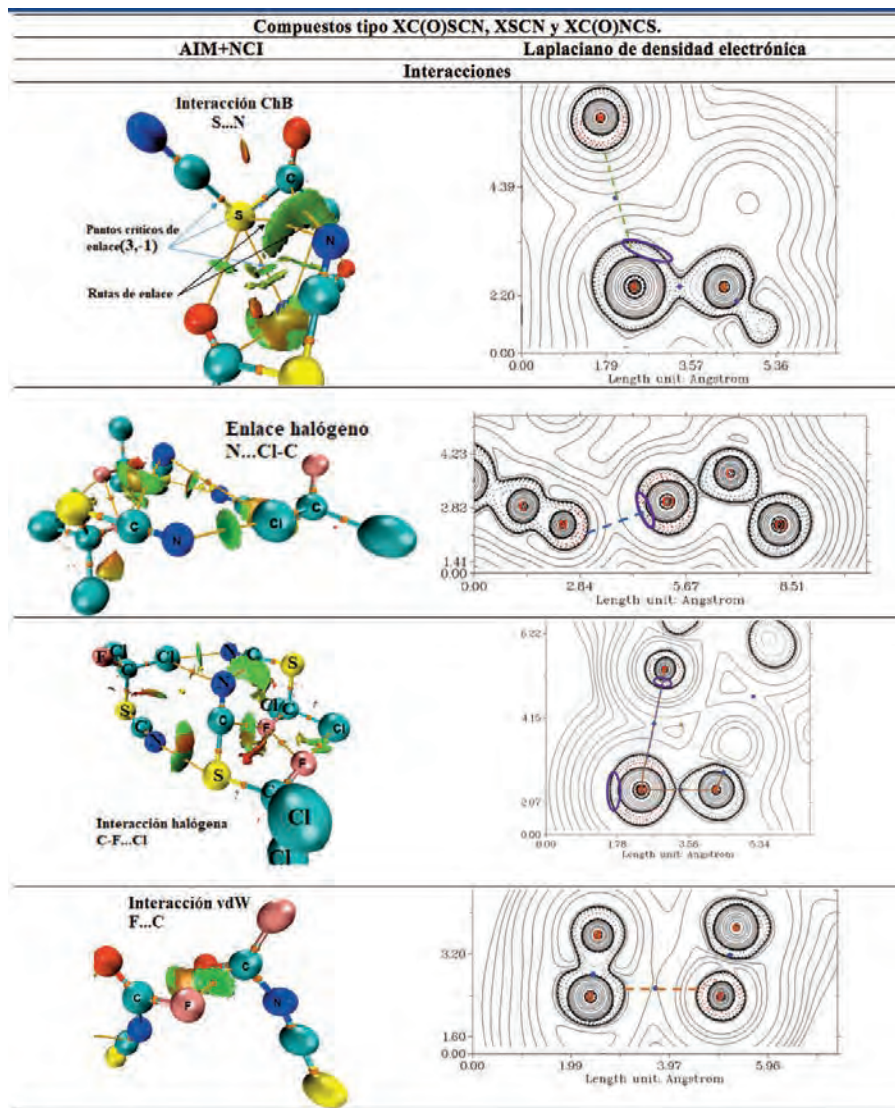 Compuestos tipo XC(O)SCN, XSCN y XC(O)NCS.
AIM+NCI
Laplaciano de densidad electrónica
Interacciones
Interacción ChB
S...N
C
S
N
Puntos críticos de
enlace(3,-1)
Rutas de enlace
4.39
2.20
0.00
0.00 1.79 3.57 5.36
Length unit: Angstrom
Enlace halógeno
N...Cl-C
C
N
Cl
C
4.23
3.82
1.41
0.00
0.00 2.84 5.67 8.51
Length unit: Angstrom
F Cl C Cl N C S
N
S
C
N
C
Cl C
F
Cl
F
S
C
Cl
Cl
Interacción halógena
C-F...Cl
6.22
4.15
2.07
0.00
0.00 1.78 3.56 5.34
Length unit: Angstrom
Interacción vdW
F...C
C
C
F
N
3.20
1.60
0.00
0.00 1.99 3.97 5.96
Length unit: Angstrom